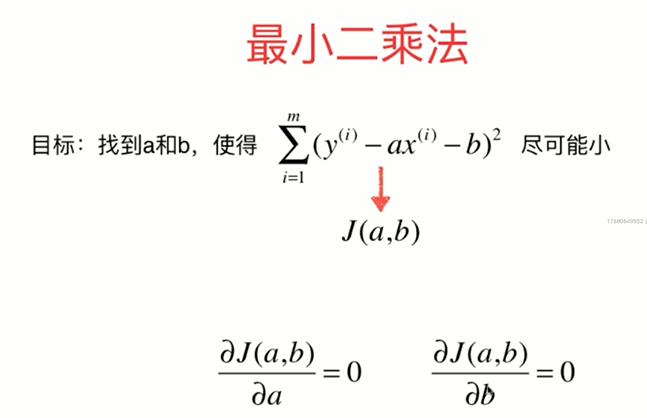 最小二乘法
目标：找到a和b，使得 $\sum_{i=1}^{m}(y^{(i)}-ax^{(i)}-b)^2$ 尽可能小
J(a,b)
$\frac{\partial J(a,b)}{\partial a}=0$ $\frac{\partial J(a,b)}{\partial b}=0$